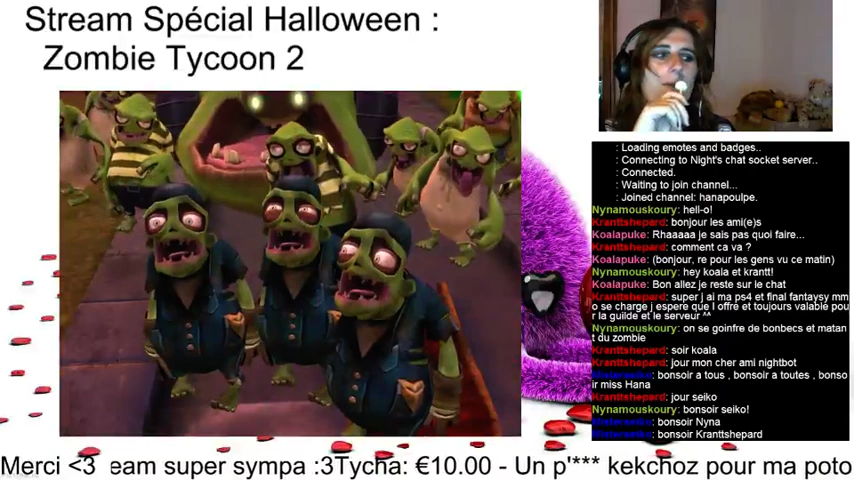 Stream Spécial Halloween :
Zombie Tycoon 2
: Loading emotes and badges..
: Connecting to Night's chat socket server..
: Connected.
: Waiting to join channel...
: Joined channel: hanapoulpe.
Nynamouskoury: hell-o!
Kranttshepard: bonjour les ami(e)s
Koalapuke: Rhaaaaa je sais pas quoi faire...
Kranttshepard: comment ca va ?
Koalapuke: (bonjour, re pour les gens vu ce matin)
Nynamouskoury: hey koala et krantt!
Koalapuke: Bon allez je reste sur le chat
Kranttshepard: super j ai ma ps4 et final fantaysy mm
o se charge j espere que l offre et toujours valable pou
r la guilde et le serveur ^^
Nynamouskoury: on se goinfre de bonbecs et matan
t du zombie
Kranttshepard: soir koala
Kranttshepard: jour mon cher ami nightbot
Misterseiko: bonsoir a tous , bonsoir a toutes , bonso
ir miss Hana
Kranttshepard: jour seiko
Nynamouskoury: bonsoir seiko!
Misterseiko: bonsoir Nyna
Misterseiko: bonsoir Kranttshepard
Merci <3 eam super sympa :3Tycha: €10.00 - Un p'*** kekchoz pour ma poto